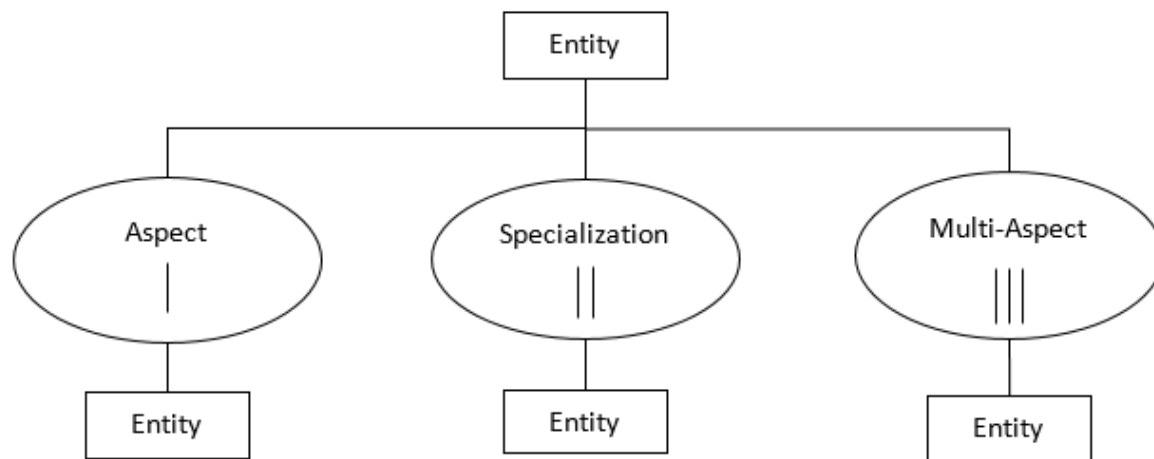 Entity
Aspect
Specialization
Multi-Aspect
Entity
Entity
Entity